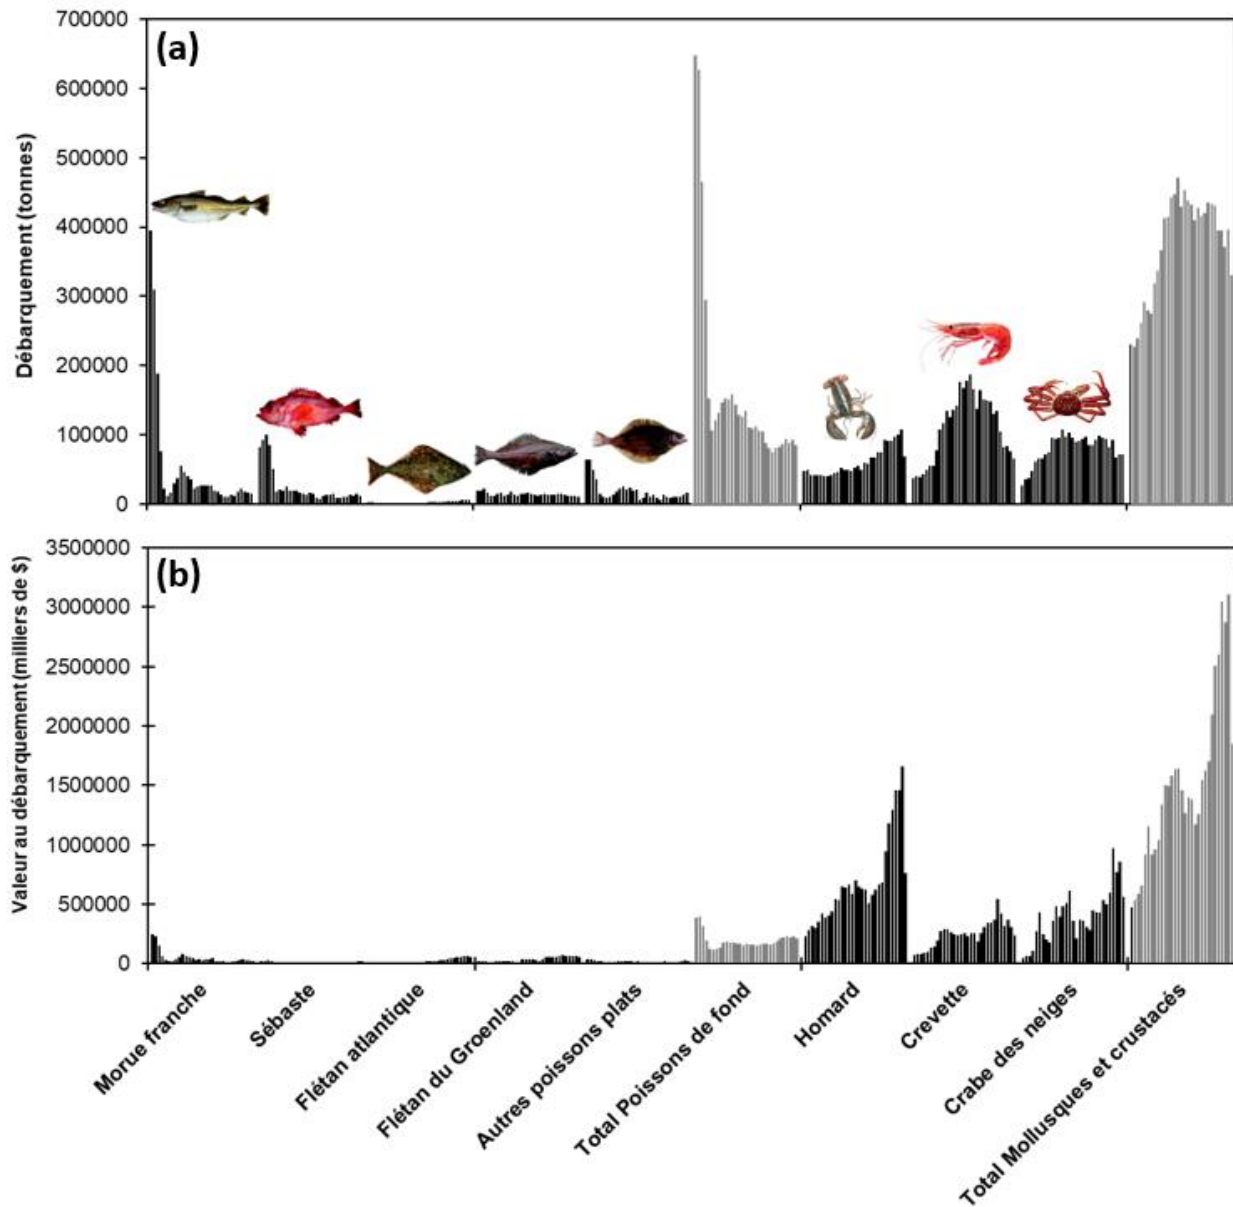 700000
(a)
600000
500000
400000
300000
200000
100000
0
Débarquement (tonnes)
3500000
(b)
3000000
2500000
2000000
1500000
1000000
500000
0
Valeur au débarquement (milliers de $)
Morue franche
Sébaste
Flétan atlantique
Flétan du Groenland
Autres poissons plats
Total Poissons de fond
Homard
Crevette
Crabe des neiges
Total Mollusques et crustacés